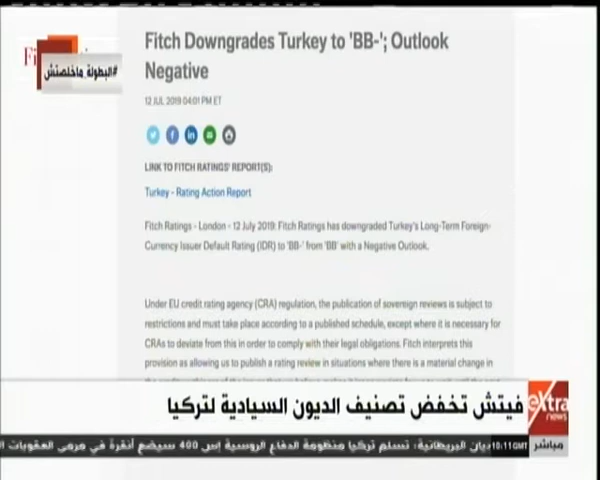 Fitch Downgrades Turkey to 'BB-'; Outlook
Negative
#البطولة_ماخلصتش
12 JUL 2019 04:01 PM ET
LINK TO FITCH RATINGS' REPORT(S):
Turkey - Rating Action Report
Fitch Ratings - London - 12 July 2019: Fitch Ratings has downgraded Turkey's Long-Term Foreign-
Currency Issuer Default Rating (IDR) to 'BB-' from 'BB' with a Negative Outlook.
Under EU credit rating agency (CRA) regulation, the publication of sovereign reviews is subject to
restrictions and must take place according to a published schedule, except where it is necessary for
CRAs to deviate from this in order to comply with their legal obligations. Fitch interprets this
provision as allowing us to publish a rating review in situations where there is a material change in
فيتش تخفض تصنيف الديون السيادية لتركيا
eXtra
news
مباشر
10:11 GMT
ديان البريطانية: تسلم تركيا منظومة الدفاع الروسية إس 400 سيضع أنقرة في مرمى العقوبات